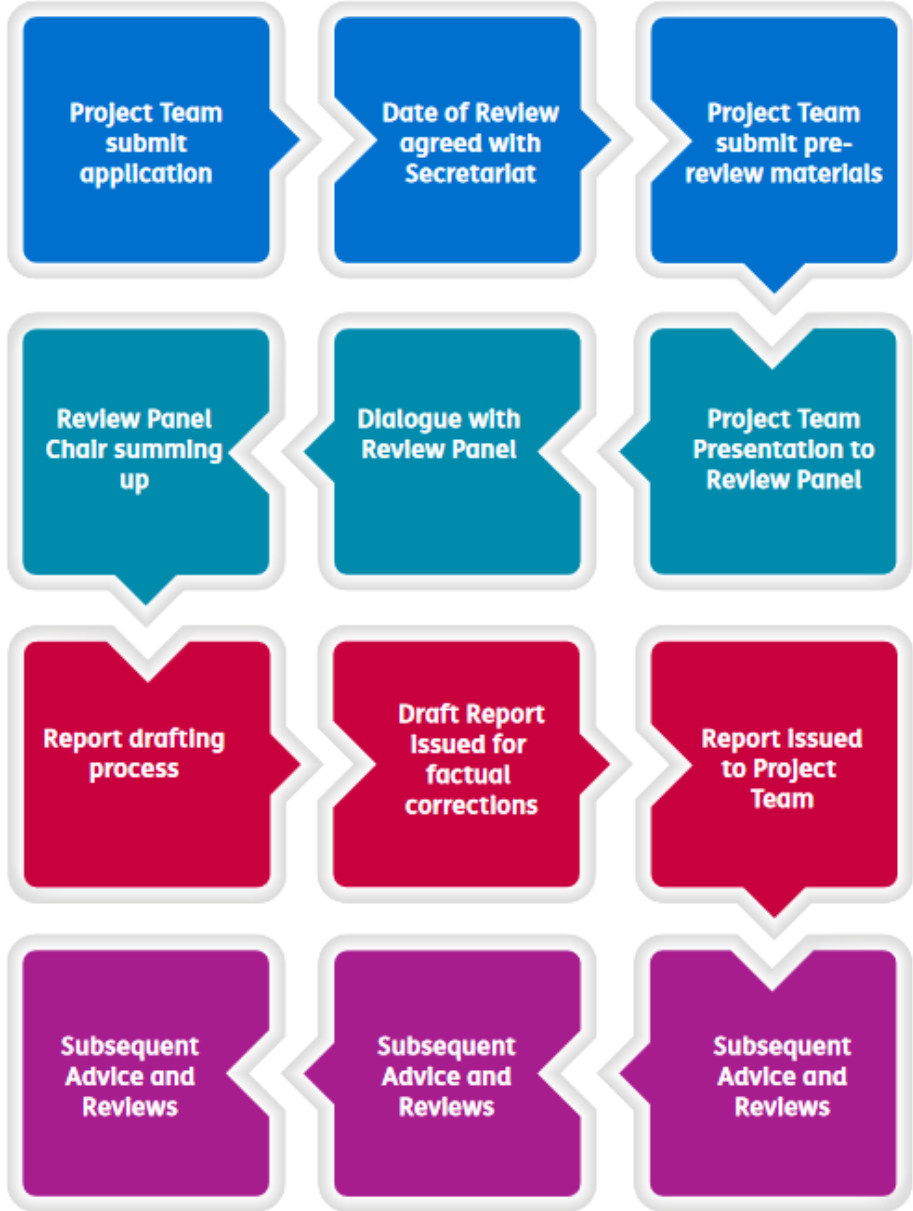 Project Team
submit
application
Date of Review
agreed with
Secretariat
Project Team
submit pre-
review materials
Project Team
Presentation to
Review Panel
Dialogue with
Review Panel
Review Panel
Chair summing
up
Report drafting
process
Draft Report
issued for
factual
corrections
Report issued
to Project
Team
Subsequent
Advice and
Reviews
Subsequent
Advice and
Reviews
Subsequent
Advice and
Reviews